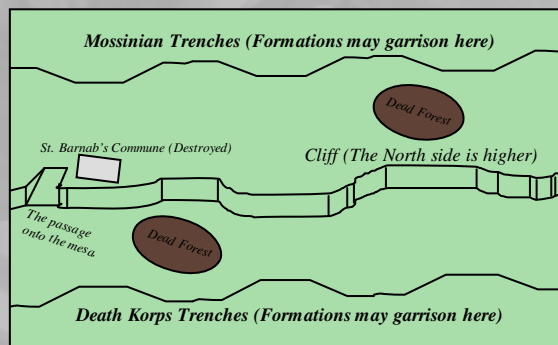 Mossinian Trenches (Formations may garrison here)
Dead Forest
St. Barnab's Commune (Destroyed)
Cliff (The North side is higher)
The passage
onto the mesa.
Dead Forest
Death Korps Trenches (Formations may garrison here)